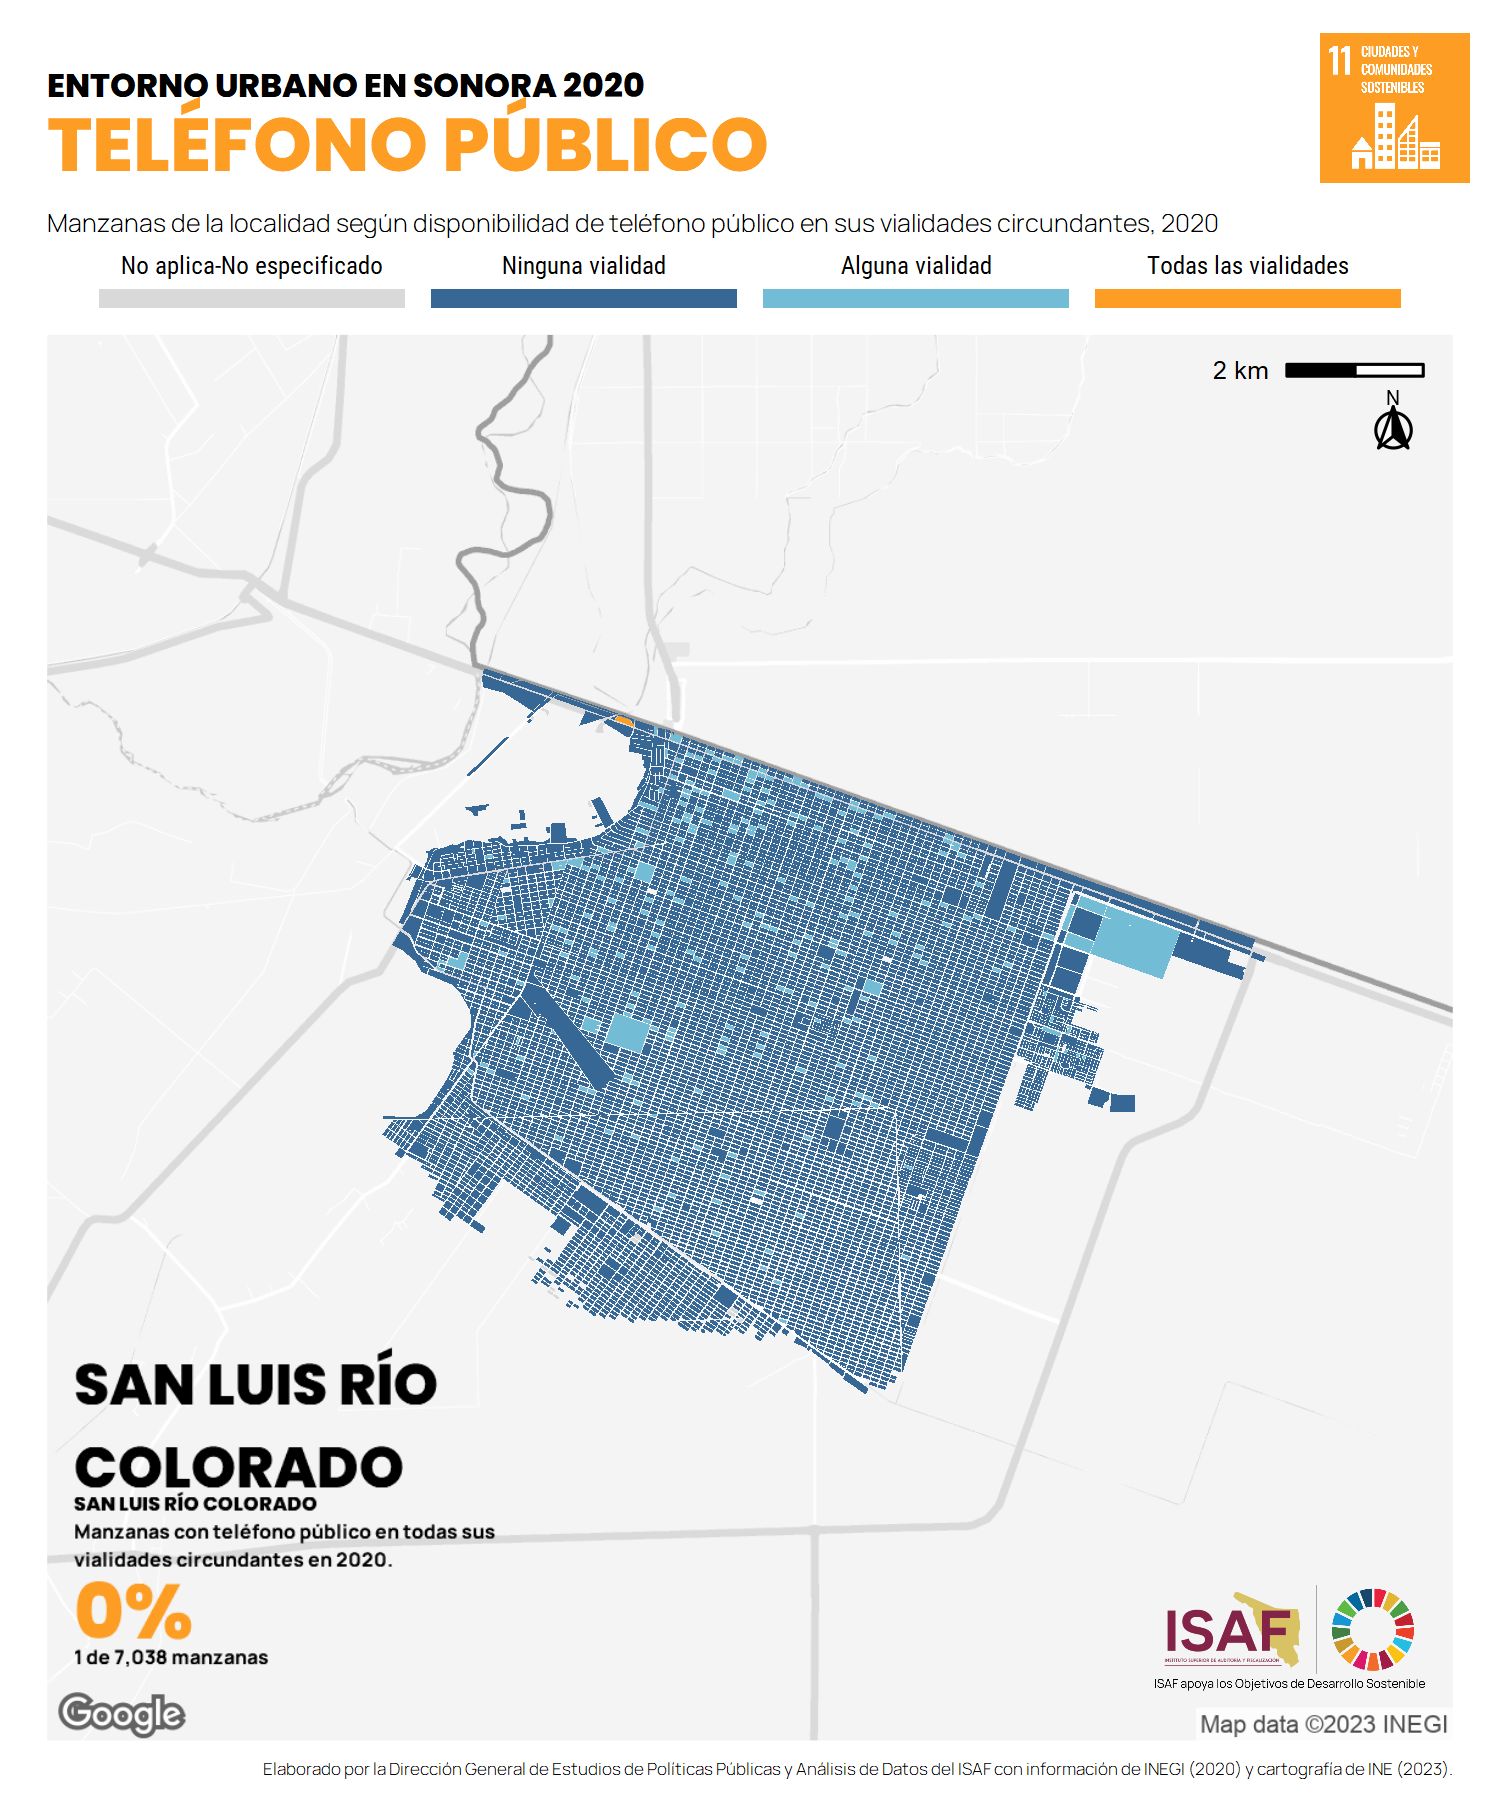 11 CIUDADES Y
COMUNIDADES
SOSTENIBLES
ENTORNO URBANO EN SONORA 2020
TELÉFONO PÚBLICO
Manzanas de la localidad según disponibilidad de teléfono público en sus vialidades circundantes, 2020
No aplica-No especificado Ninguna vialidad Alguna vialidad Todas las vialidades
2 km
N
SAN LUIS RÍO
COLORADO
SAN LUIS RÍO COLORADO
Manzanas con teléfono público en todas sus
vialidades circundantes en 2020.
0%
1 de 7,038 manzanas
ISAF
INSTITUTO SUPERIOR DE AUDITORÍA Y FISCALIZACIÓN
ISAF apoya los Objetivos de Desarrollo Sostenible
Google
Map data ©2023 INEGI
Elaborado por la Dirección General de Estudios de Políticas Públicas y Análisis de Datos del ISAF con información de INEGI (2020) y cartografía de INE (2023).